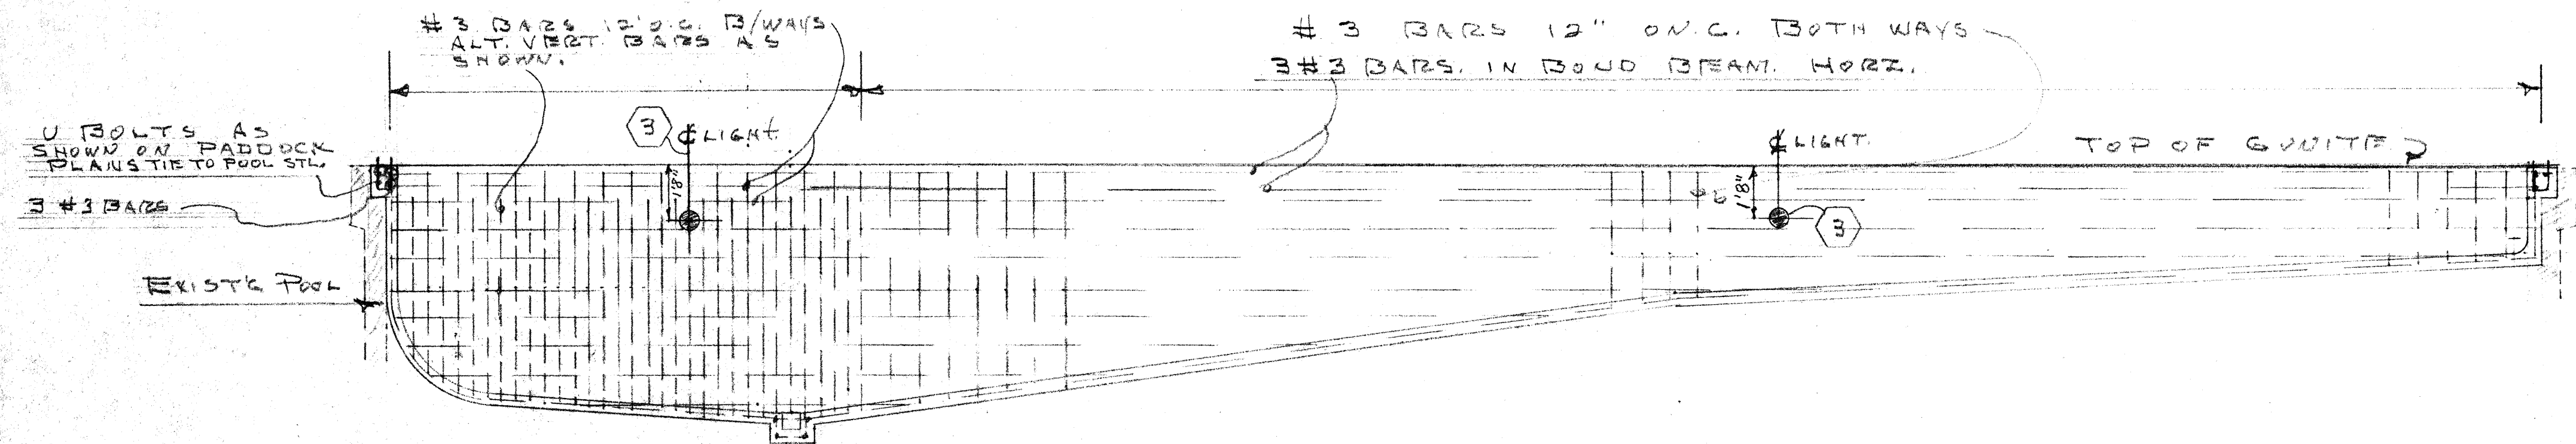 # 3 BARS 12" O.C. B/WAYS
ALT. VERT. BARS AS
SHOWN.
# 3 BARS 12" ON.C. BOTH WAYS
3 #3 BARS. IN BOND BEAM. HORZ.
U BOLTS AS
SHOWN ON PADDOCK
PLANS TIE TO POOL STL.
3 #3 BARS
3
℄ LIGHT.
1'8"
℄ LIGHT.
1'8"
3
TOP OF GUNITE
EXIST'G POOL